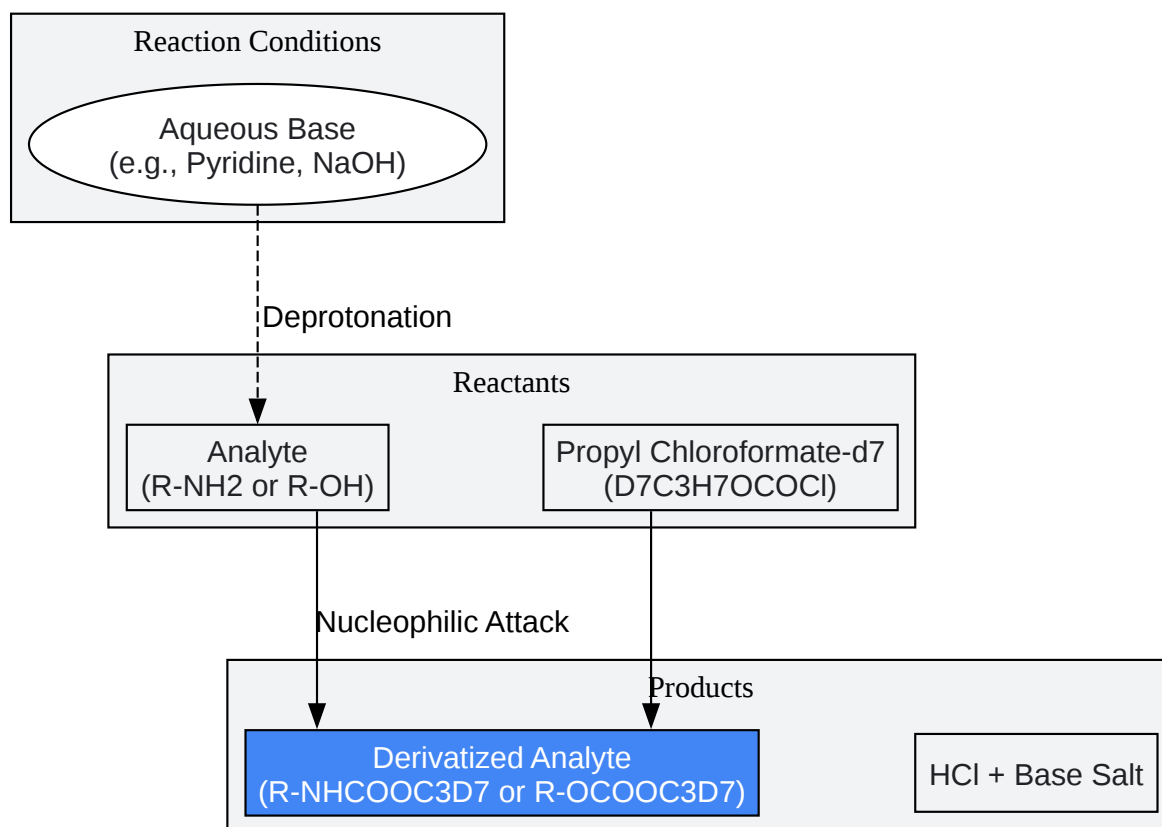 Reaction Conditions
Aqueous Base
(e.g., Pyridine, NaOH)
Deprotonation
Reactants
Analyte
(R-NH2 or R-OH)
Propyl Chloroformate-d7
(D7C3H7OCOCl)
Nucleophilic Attack
Products
Derivatized Analyte
(R-NHCOOC3D7 or R-OCOOC3D7)
HCl + Base Salt